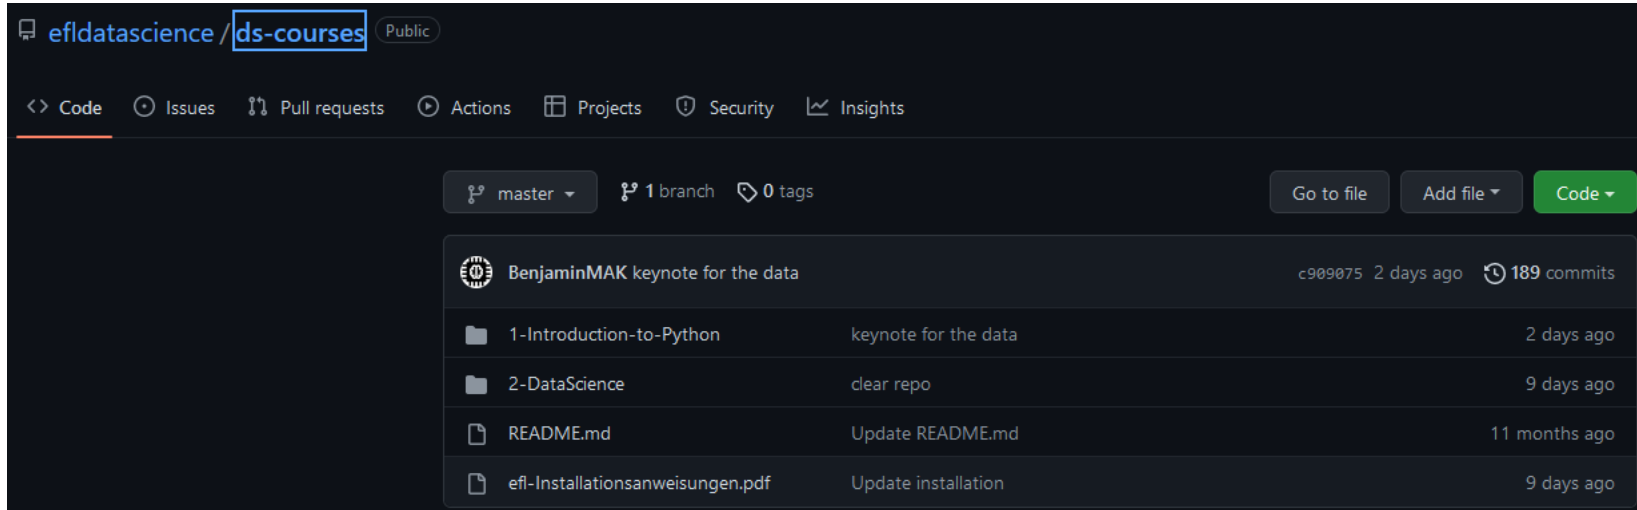 efldatascience / ds-courses Public
Code Issues Pull requests Actions Projects Security Insights
master 1 branch 0 tags Go to file Add file Code
BenjaminMAK keynote for the data c909075 2 days ago 189 commits
1-Introduction-to-Python keynote for the data 2 days ago
2-DataScience clear repo 9 days ago
README.md Update README.md 11 months ago
efl-Installationsanweisungen.pdf Update installation 9 days ago